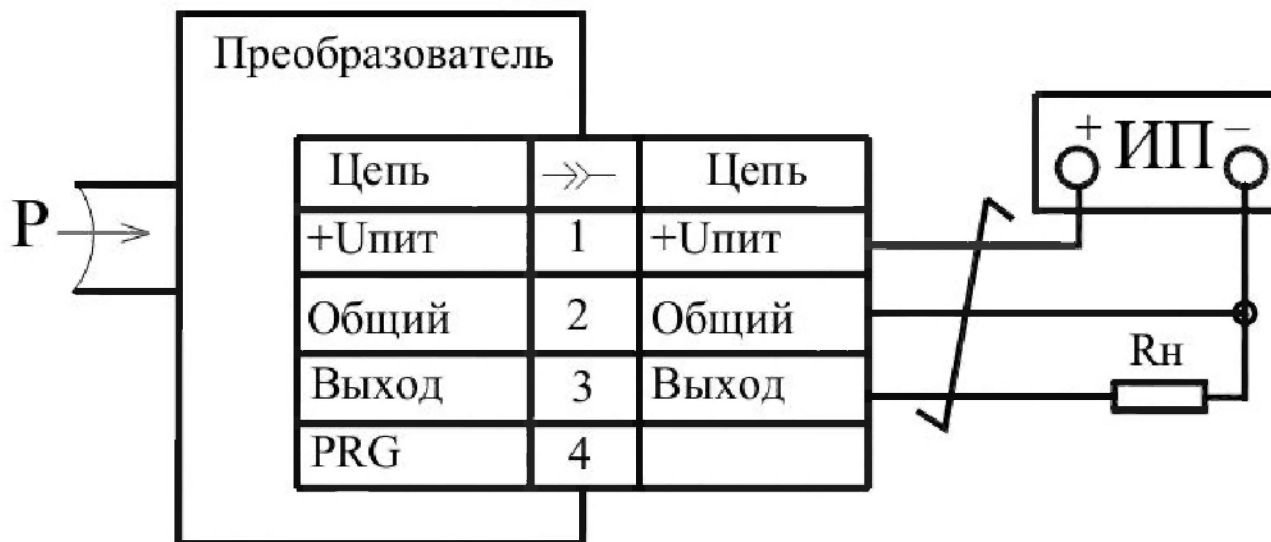 Преобразователь
Цепь Цепь
+Uпит 1 +Uпит
Общий 2 Общий
Выход 3 Выход
PRG 4
P
+ ИП −
Rн